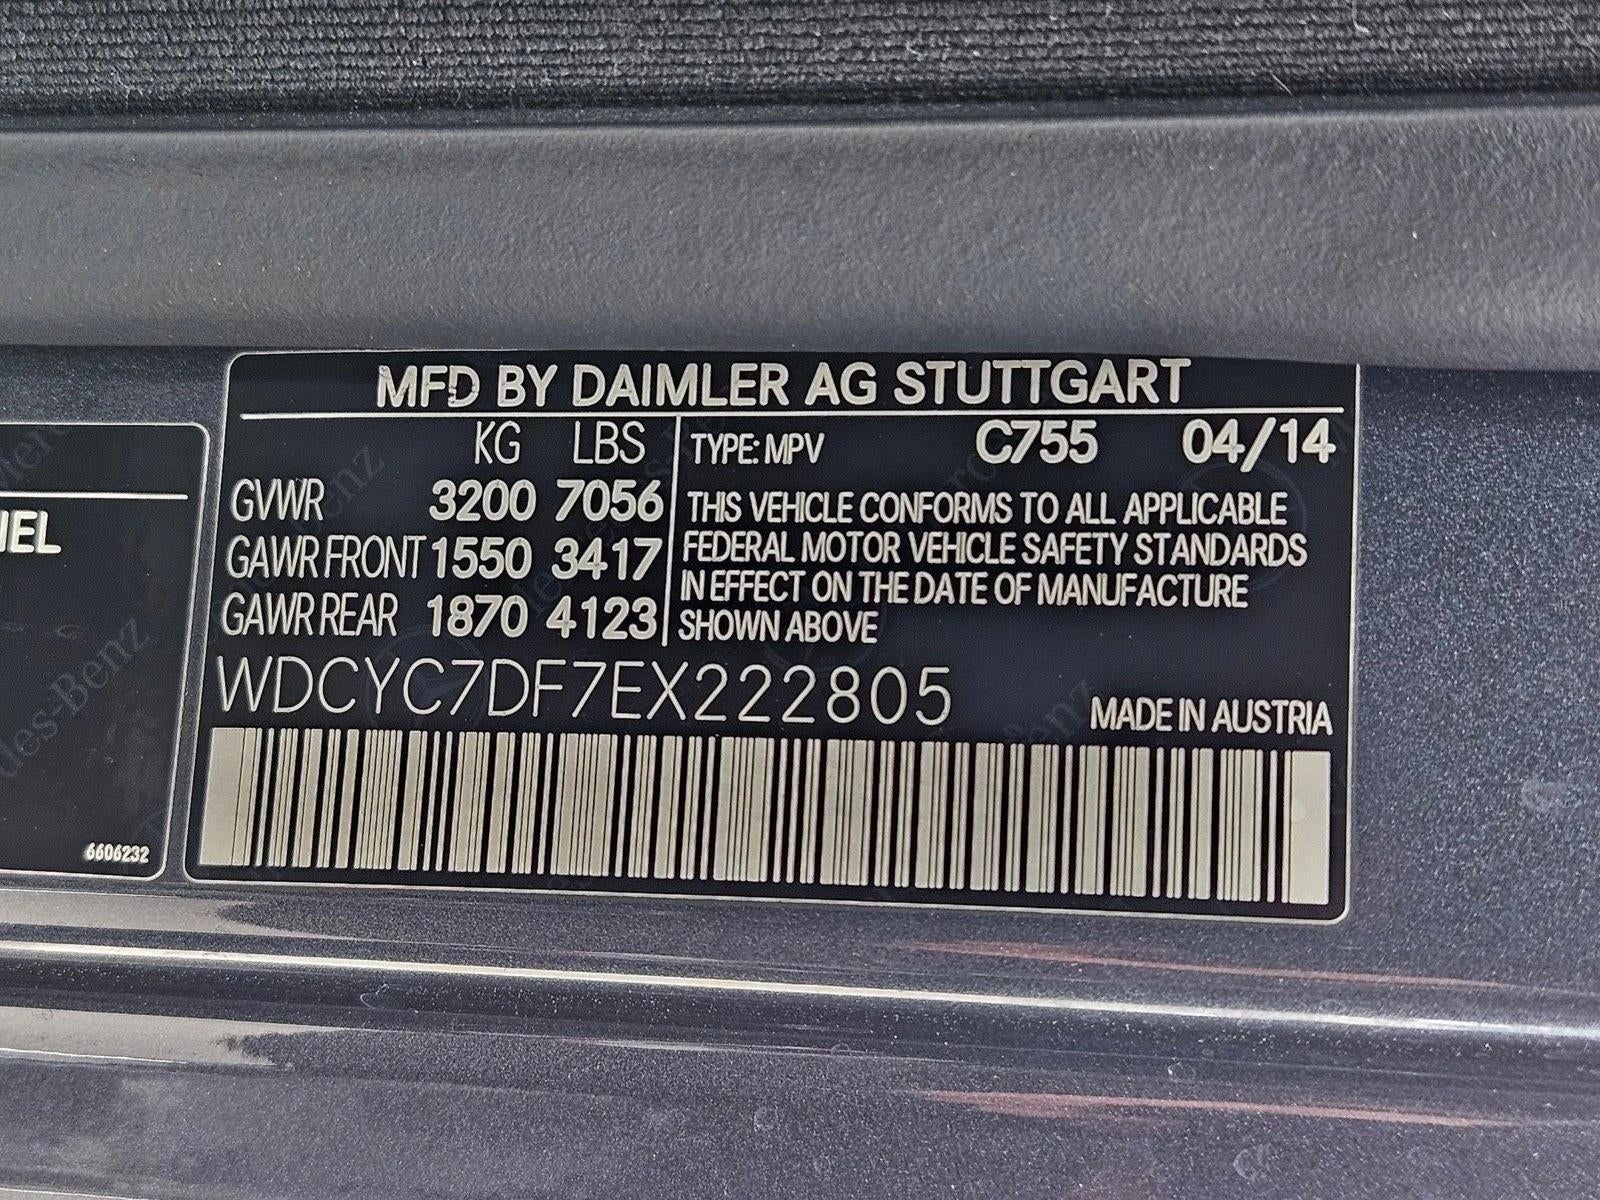 MFD BY DAIMLER AG STUTTGART
KG LBS
GVWR 3200 7056
GAWR FRONT 1550 3417
GAWR REAR 1870 4123
TYPE: MPV C755 04/14
THIS VEHICLE CONFORMS TO ALL APPLICABLE
FEDERAL MOTOR VEHICLE SAFETY STANDARDS
IN EFFECT ON THE DATE OF MANUFACTURE
SHOWN ABOVE
WDCYC7DF7EX222805
MADE IN AUSTRIA
6606232